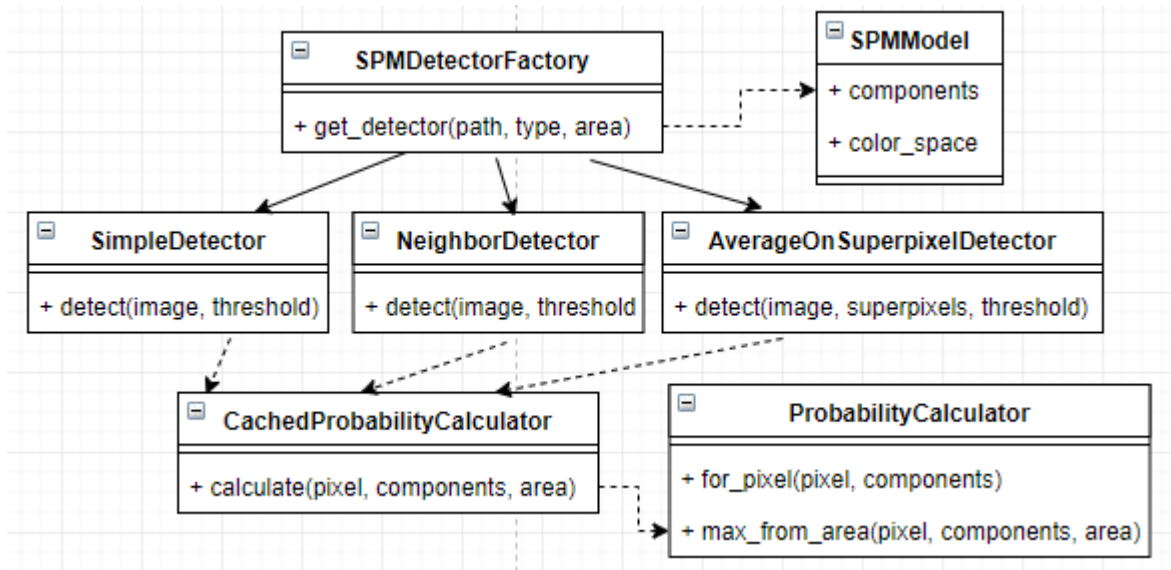 SPMDetectorFactory
+ get_detector(path, type, area)
SPMModel
+ components
+ color_space
SimpleDetector
+ detect(image, threshold)
NeighborDetector
+ detect(image, threshold
AverageOnSuperpixelDetector
+ detect(image, superpixels, threshold)
CachedProbabilityCalculator
+ calculate(pixel, components, area)
ProbabilityCalculator
+ for_pixel(pixel, components)
+ max_from_area(pixel, components, area)